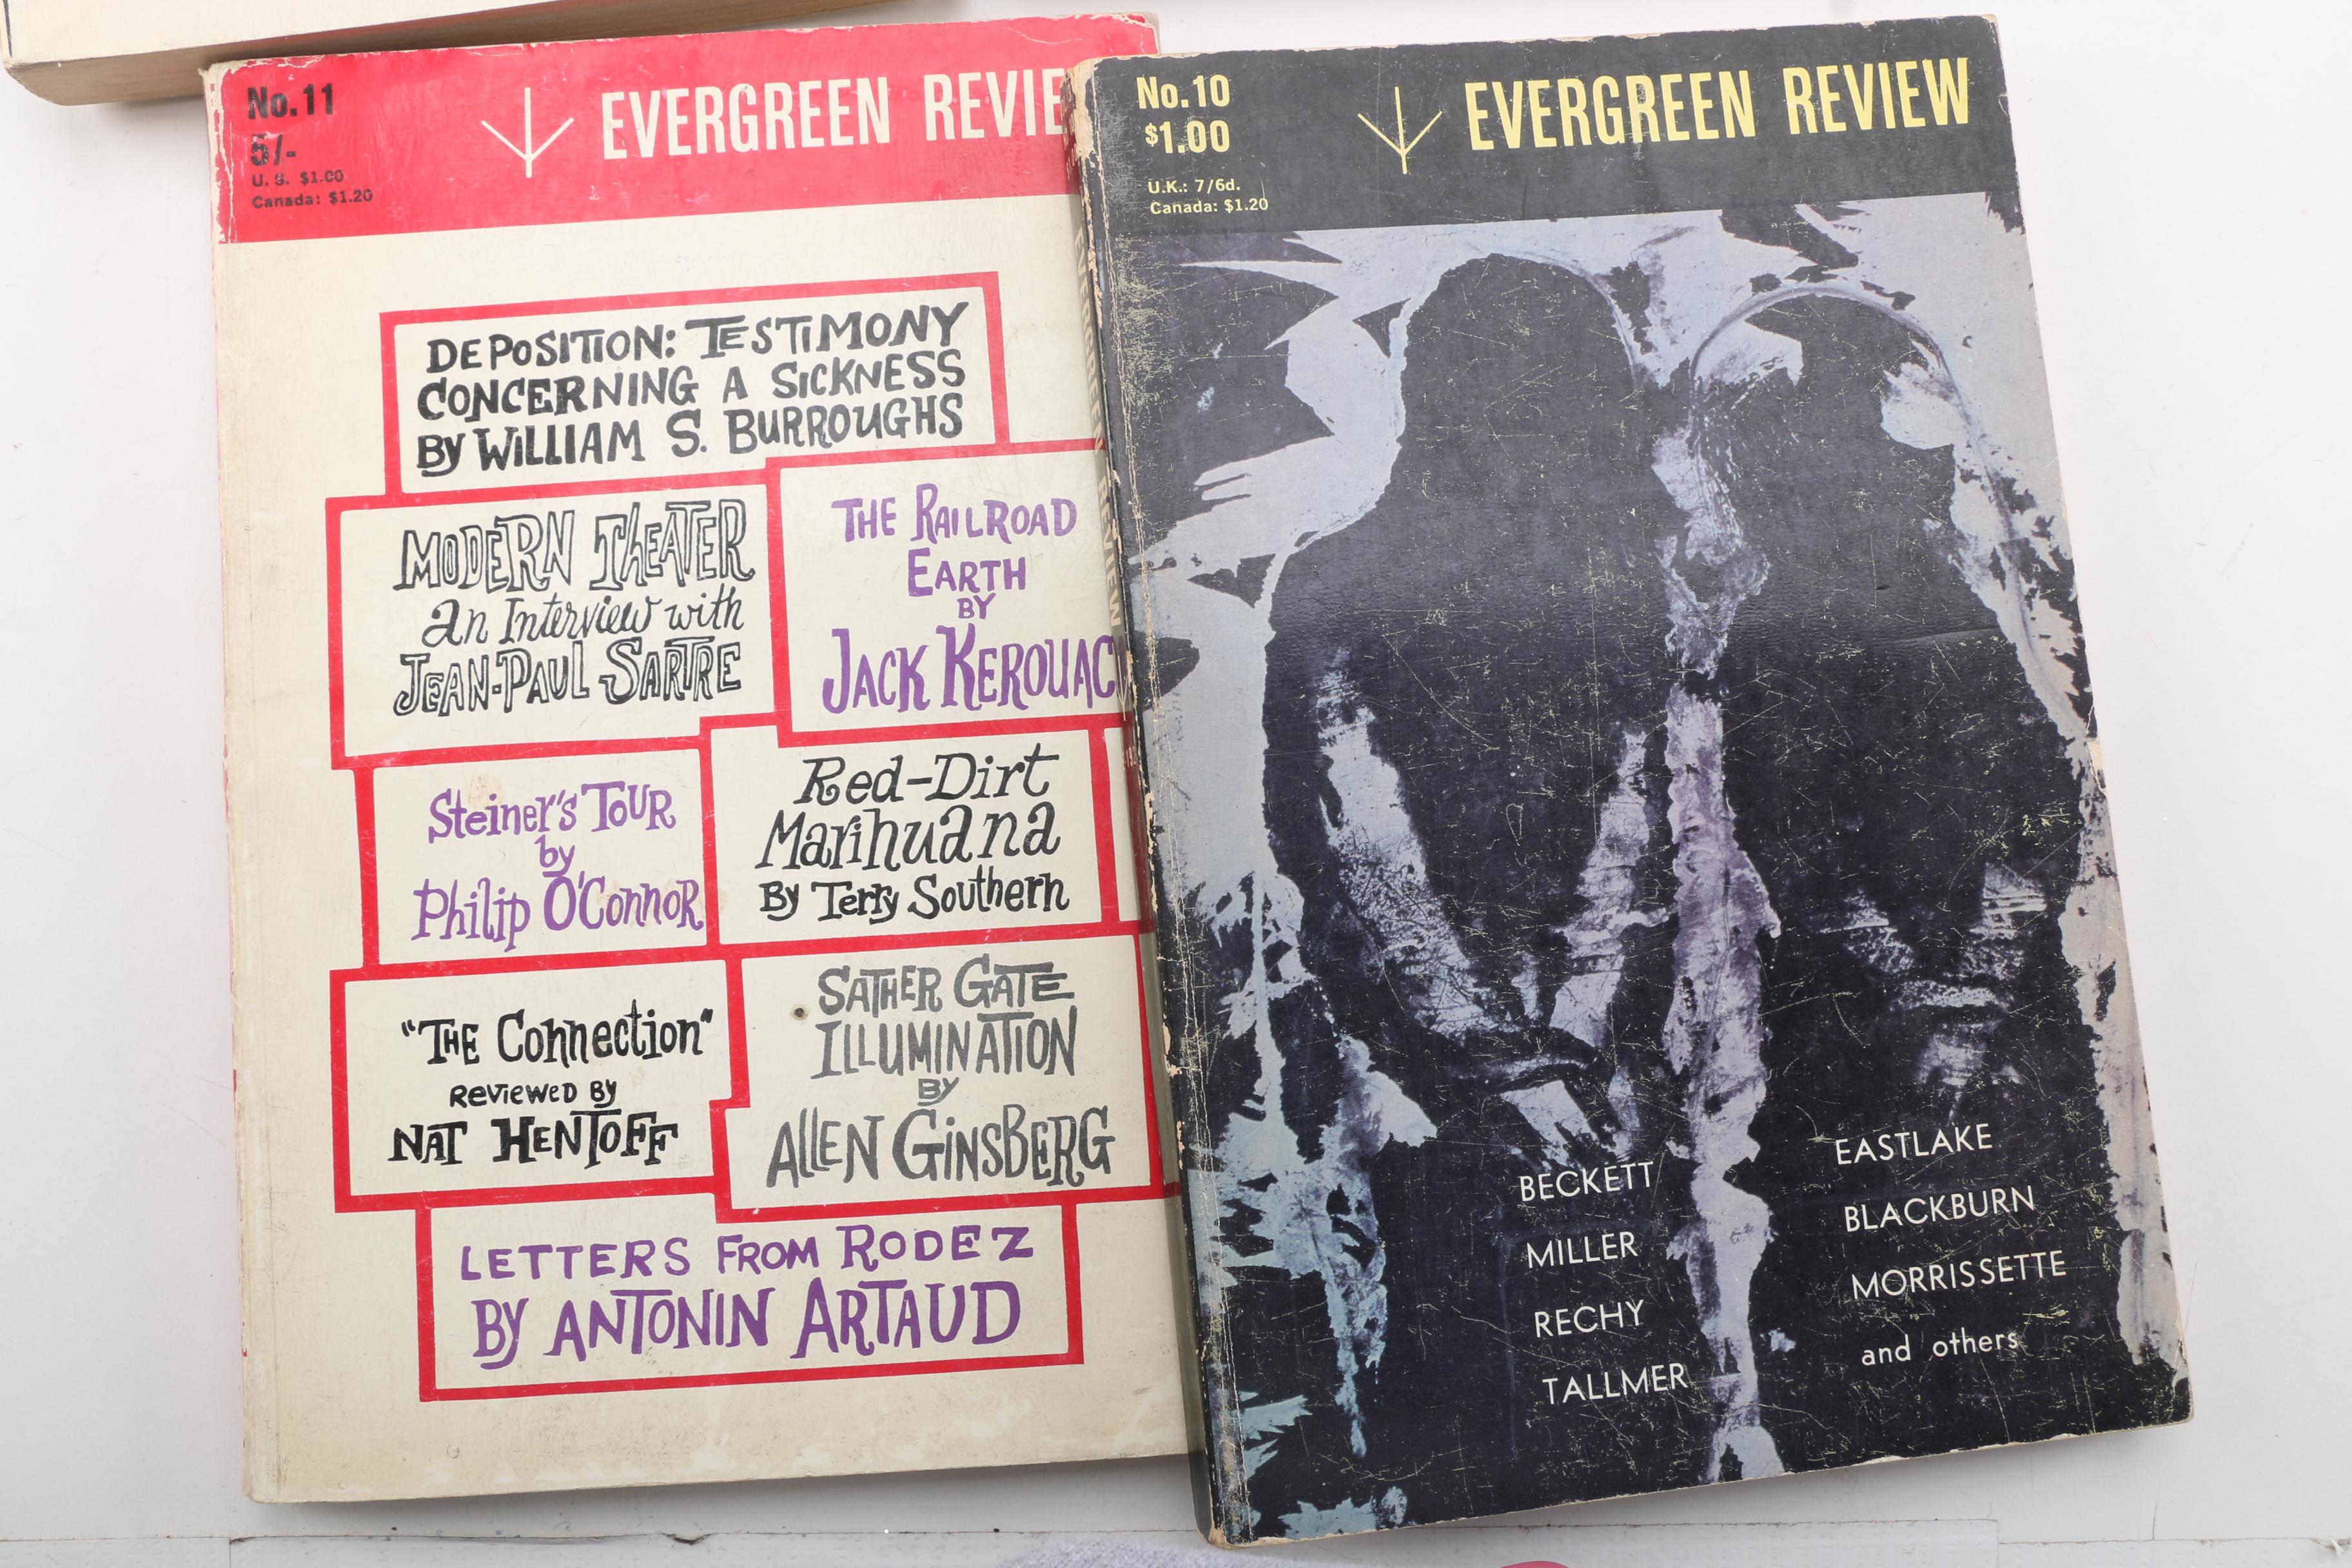 No.11
5/-
U. S. $1.00
Canada: $1.20
EVERGREEN REVIE
DEPOSITION: TESTIMONY
CONCERNING A SICKNESS
BY WILLIAM S. BURROUGHS
MODERN THEATER
an Interview with
JEAN-PAUL SARTRE
THE RAILROAD
EARTH
BY
JACK KEROUAC
Steiner's TOUR
by
Philip O'CONNOR
Red-Dirt
Marihuana
By Terry Southern
"THE Connection"
REVIEWED BY
NAT HENTOFF
SATHER GATE
ILLUMINATION
BY
ALLEN GINSBERG
LETTERS FROM RODEZ
BY ANTONIN ARTAUD
No.10
$1.00
U.K.: 7/6d.
Canada: $1.20
EVERGREEN REVIEW
BECKETT
MILLER
RECHY
TALLMER
EASTLAKE
BLACKBURN
MORRISSETTE
and others